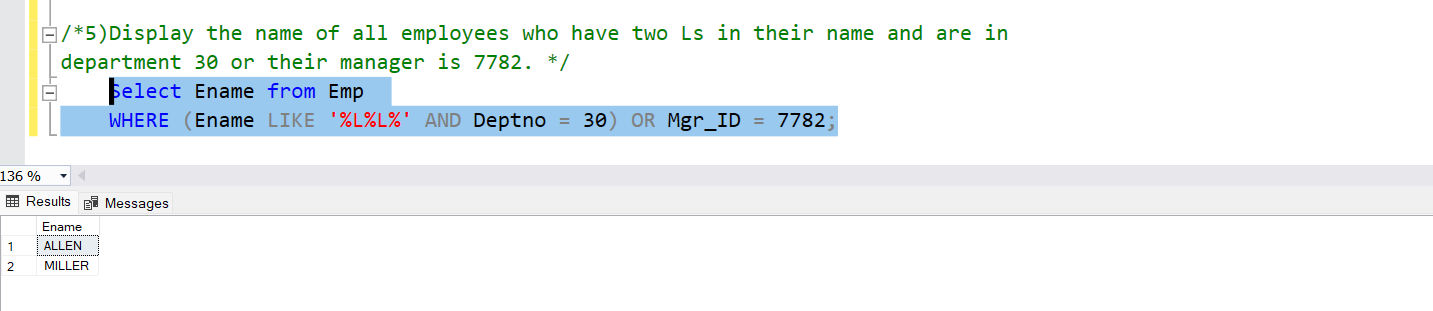 /*5)Display the name of all employees who have two Ls in their name and are in
department 30 or their manager is 7782. */
Select Ename from Emp
WHERE (Ename LIKE '%L%L%' AND Deptno = 30) OR Mgr_ID = 7782;
136 %
Results Messages
Ename
1 ALLEN
2 MILLER